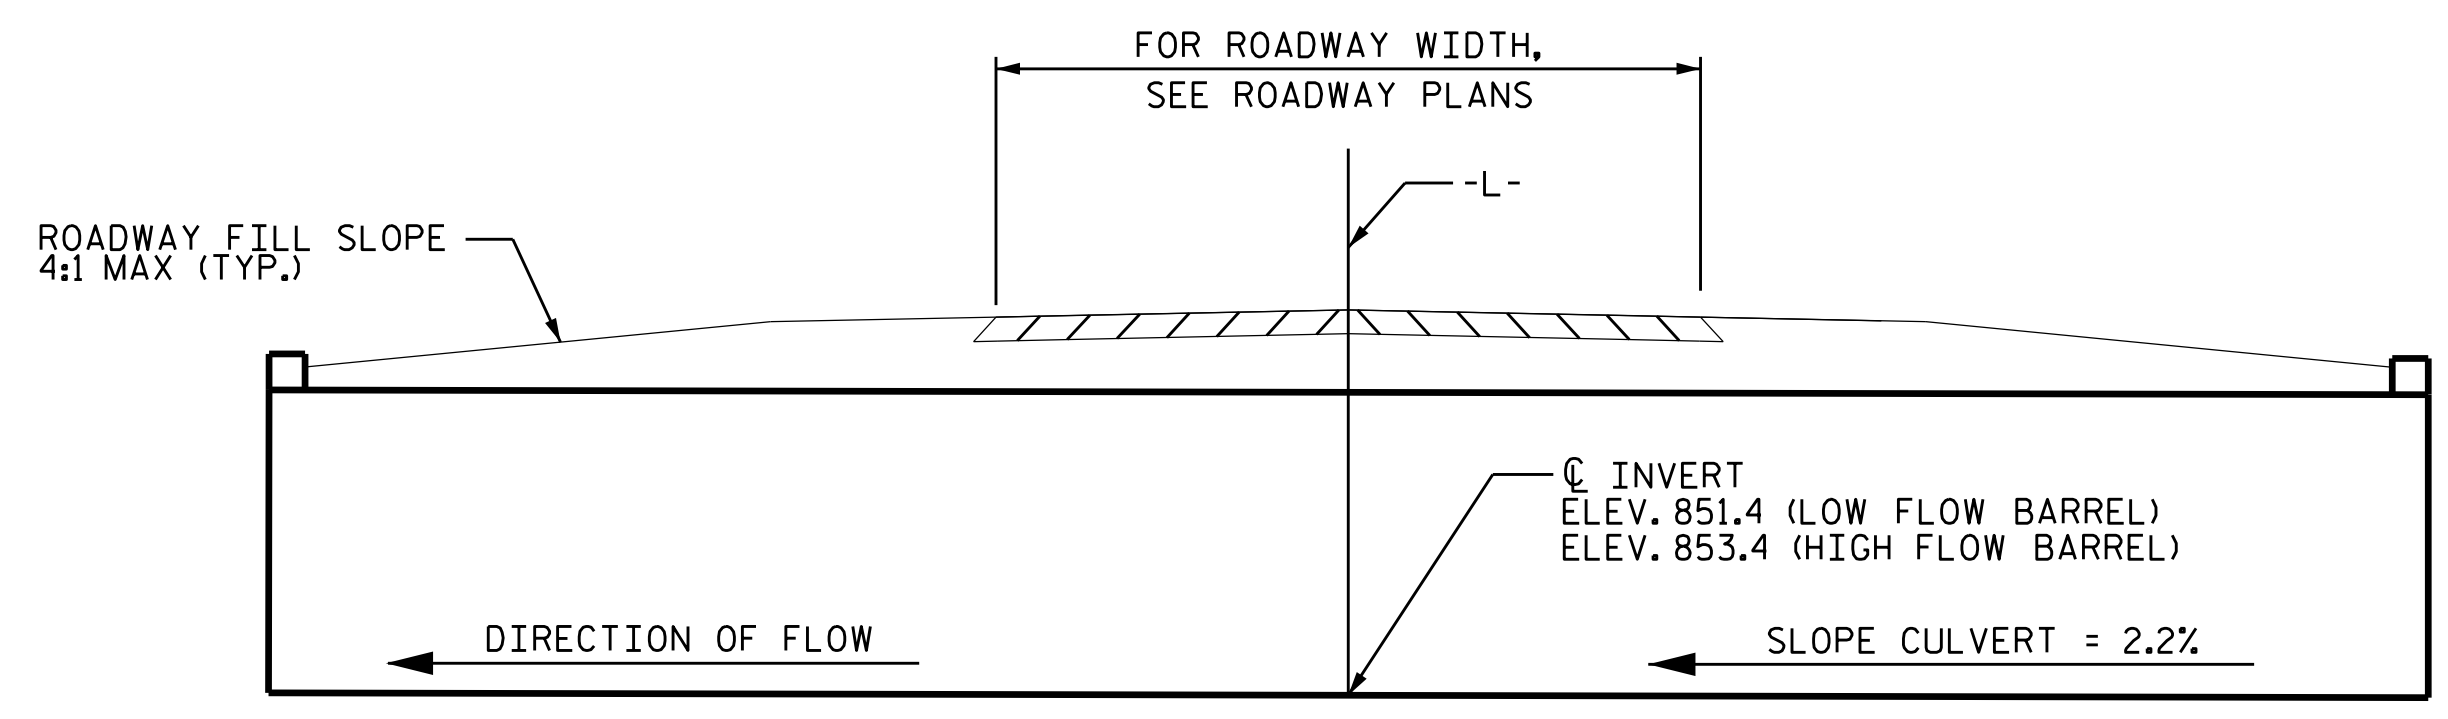 FOR ROADWAY WIDTH,
SEE ROADWAY PLANS
-L-
ROADWAY FILL SLOPE
4:1 MAX (TYP.)
℄ INVERT
ELEV. 851.4 (LOW FLOW BARREL)
ELEV. 853.4 (HIGH FLOW BARREL)
DIRECTION OF FLOW
SLOPE CULVERT = 2.2%